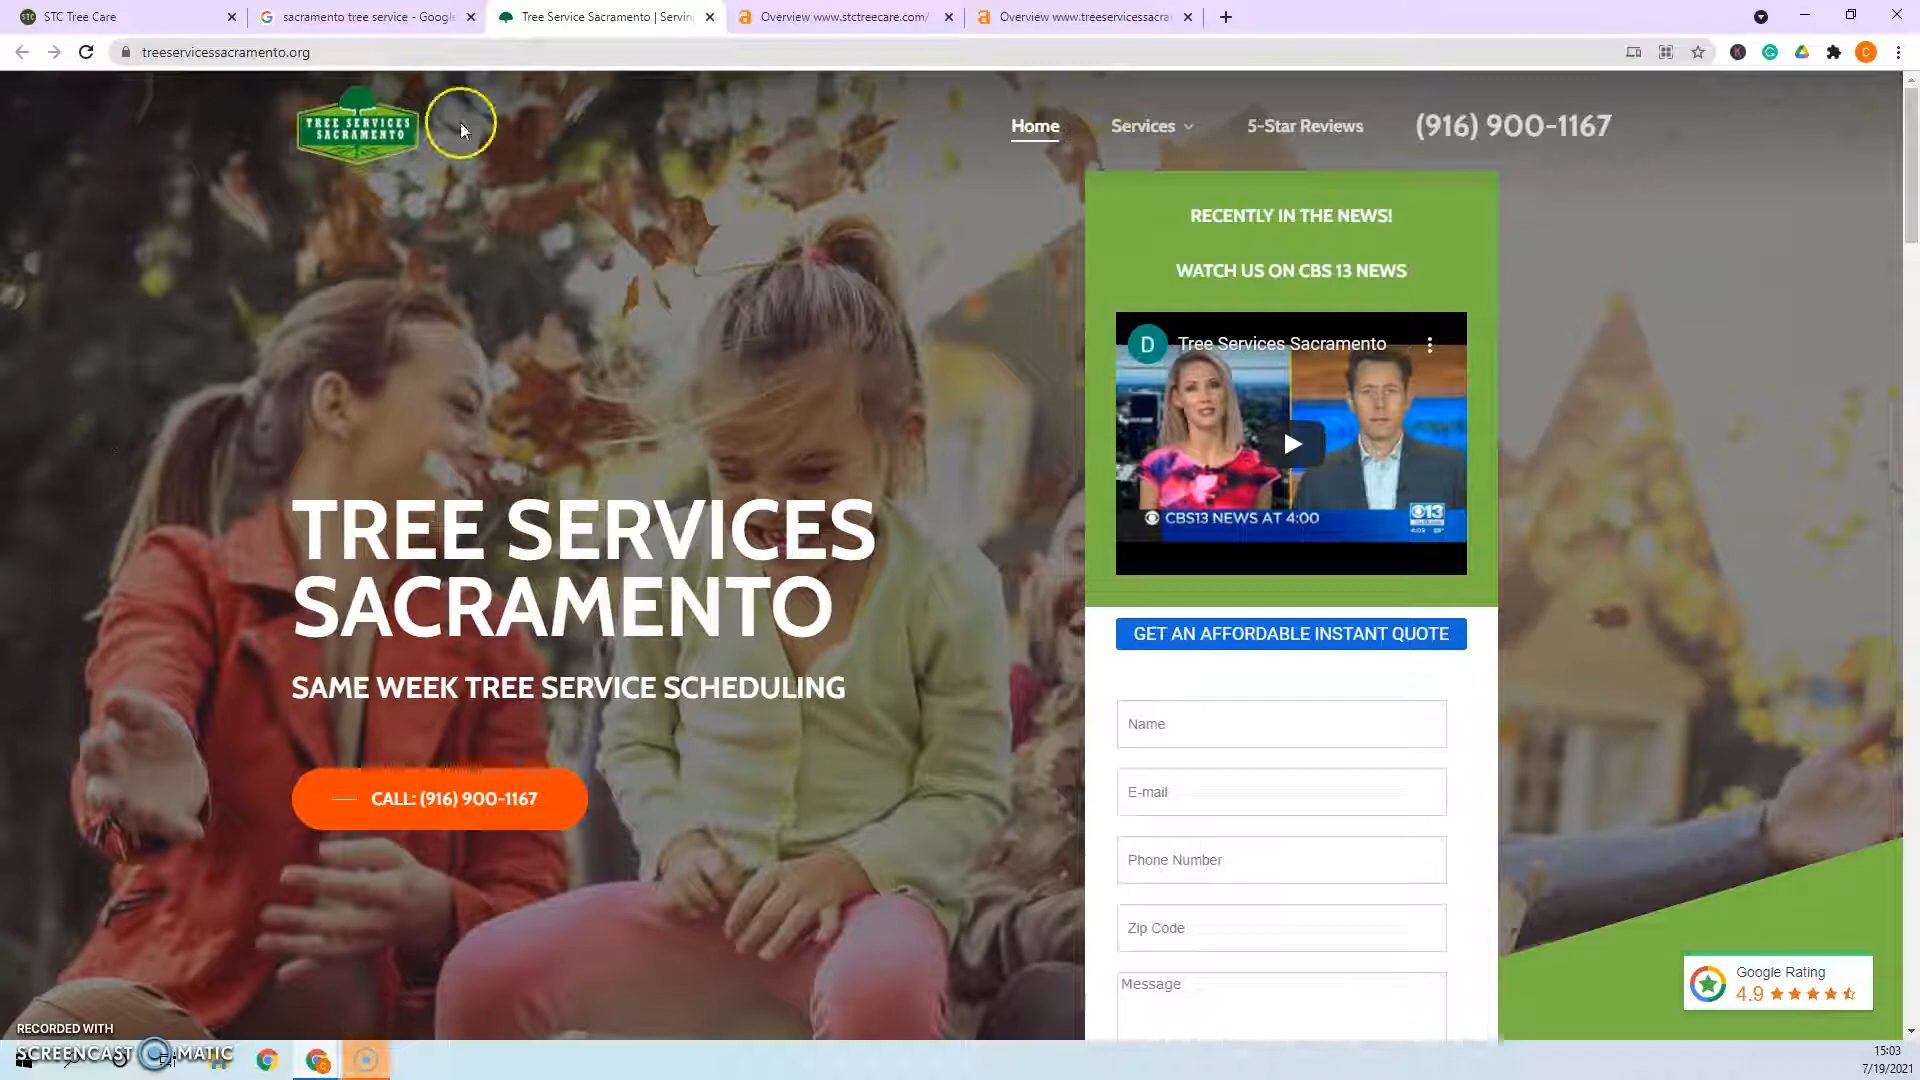 STC Tree Care
sacramento tree service - Google
Tree Service Sacramento | Servin
Overview www.stctreecare.com/
Overview www.treeservicessacra
treeservicessacramento.org
TREE SERVICES
SACRAMENTO
Home
Services
5-Star Reviews
(916) 900-1167
RECENTLY IN THE NEWS!
WATCH US ON CBS 13 NEWS
D
Tree Services Sacramento
CBS13 NEWS AT 4:00
13
4:09
TREE SERVICES
SACRAMENTO
SAME WEEK TREE SERVICE SCHEDULING
CALL: (916) 900-1167
GET AN AFFORDABLE INSTANT QUOTE
Name
E-mail
Phone Number
Zip Code
Message
Google Rating
4.9
RECORDED WITH
SCREENCAST MATIC
15:03
7/19/2021